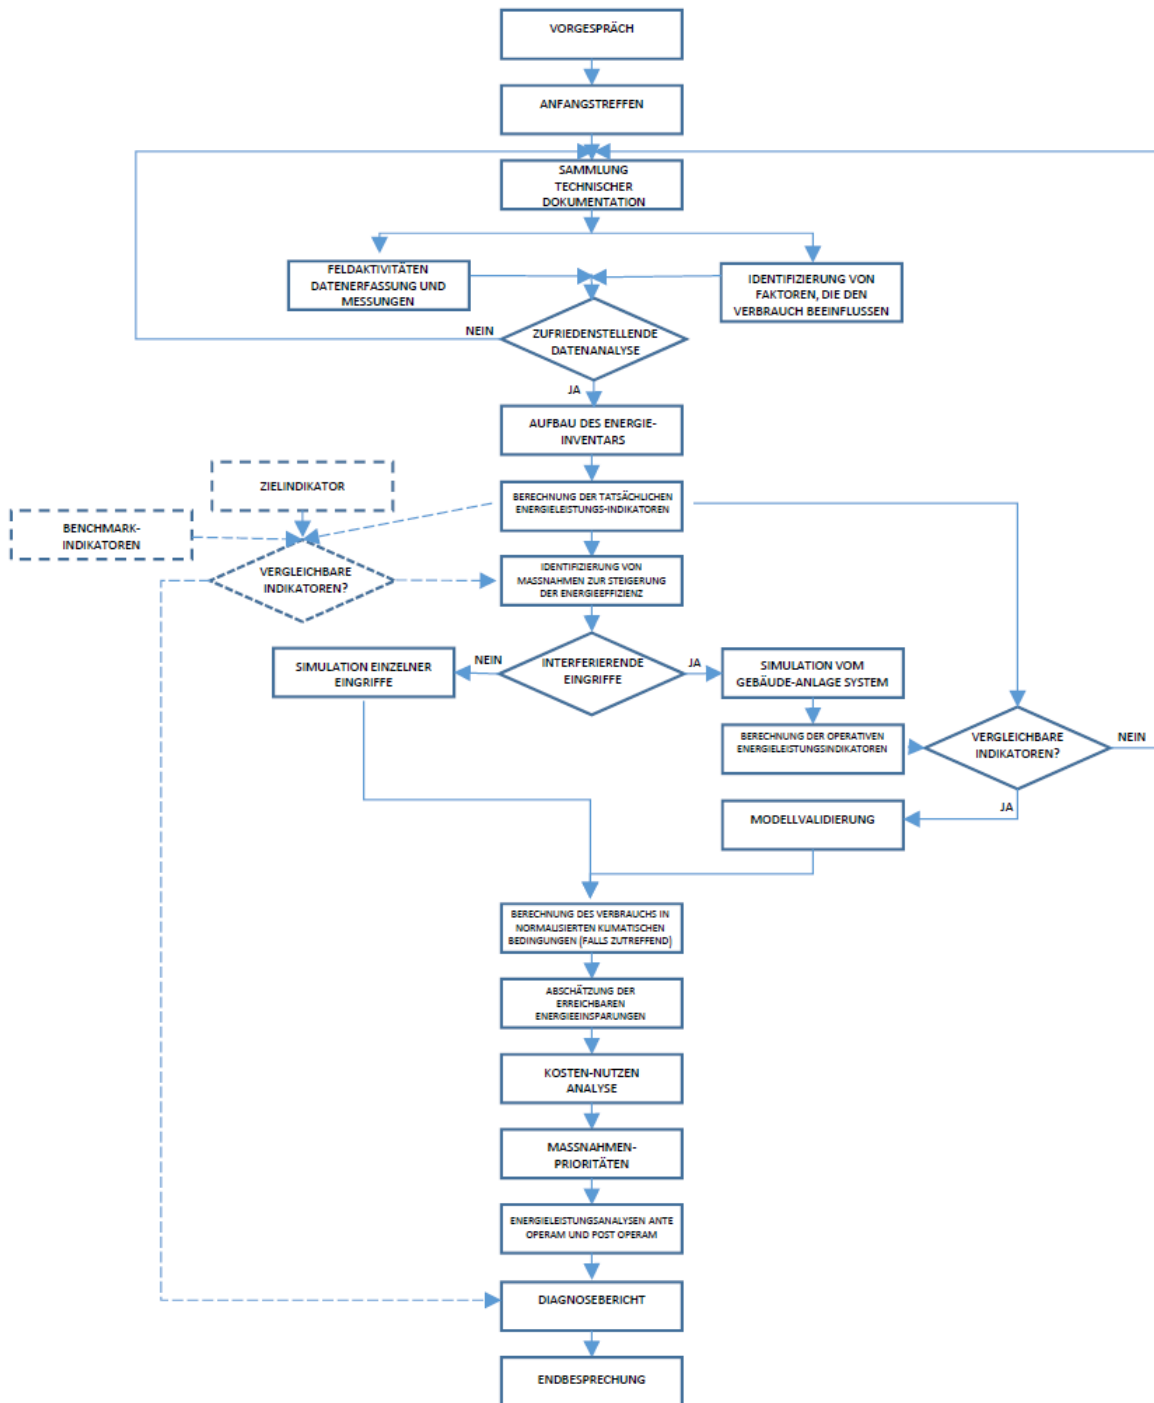 VORGESPRÄCH
ANFANGSTREFFEN
SAMMLUNG
TECHNISCHER
DOKUMENTATION
FELDAKTIVITÄTEN
DATENERFASSUNG UND
MESSUNGEN
IDENTIFIZIERUNG VON
FAKTOREN, DIE DEN
VERBRAUCH BEEINFLUSSEN
NEIN
ZUFRIEDENSTELLENDE
DATENANALYSE
JA
AUFBAU DES ENERGIE-
INVENTARS
ZIELINDIKATOR
BERECHNUNG DER TATSÄCHLICHEN
ENERGIELEISTUNGS-INDIKATOREN
BENCHMARK-
INDIKATOREN
VERGLEICHBARE
INDIKATOREN?
IDENTIFIZIERUNG VON
MASSNAHMEN ZUR STEIGERUNG
DER ENERGIEEFFIZIENZ
SIMULATION EINZELNER
EINGRIFFE
NEIN
INTERFERIERENDE
EINGRIFFE
JA
SIMULATION VOM
GEBÄUDE-ANLAGE SYSTEM
BERECHNUNG DER OPERATIVEN
ENERGIELEISTUNGSINDIKATOREN
VERGLEICHBARE
INDIKATOREN?
NEIN
JA
MODELLVALIDIERUNG
BERECHNUNG DES VERBRAUCHS IN
NORMALISIERTEN KLIMATISCHEN
BEDINGUNGEN (FALLS ZUTREFFEND)
ABSCHÄTZUNG DER
ERREICHBAREN
ENERGIEEINSPARUNGEN
KOSTEN-NUTZEN
ANALYSE
MASSNAHMEN-
PRIORITÄTEN
ENERGIELEISTUNGSANALYSEN ANTE
OPERAM UND POST OPERAM
DIAGNOSEBERICHT
ENDBESPRECHUNG